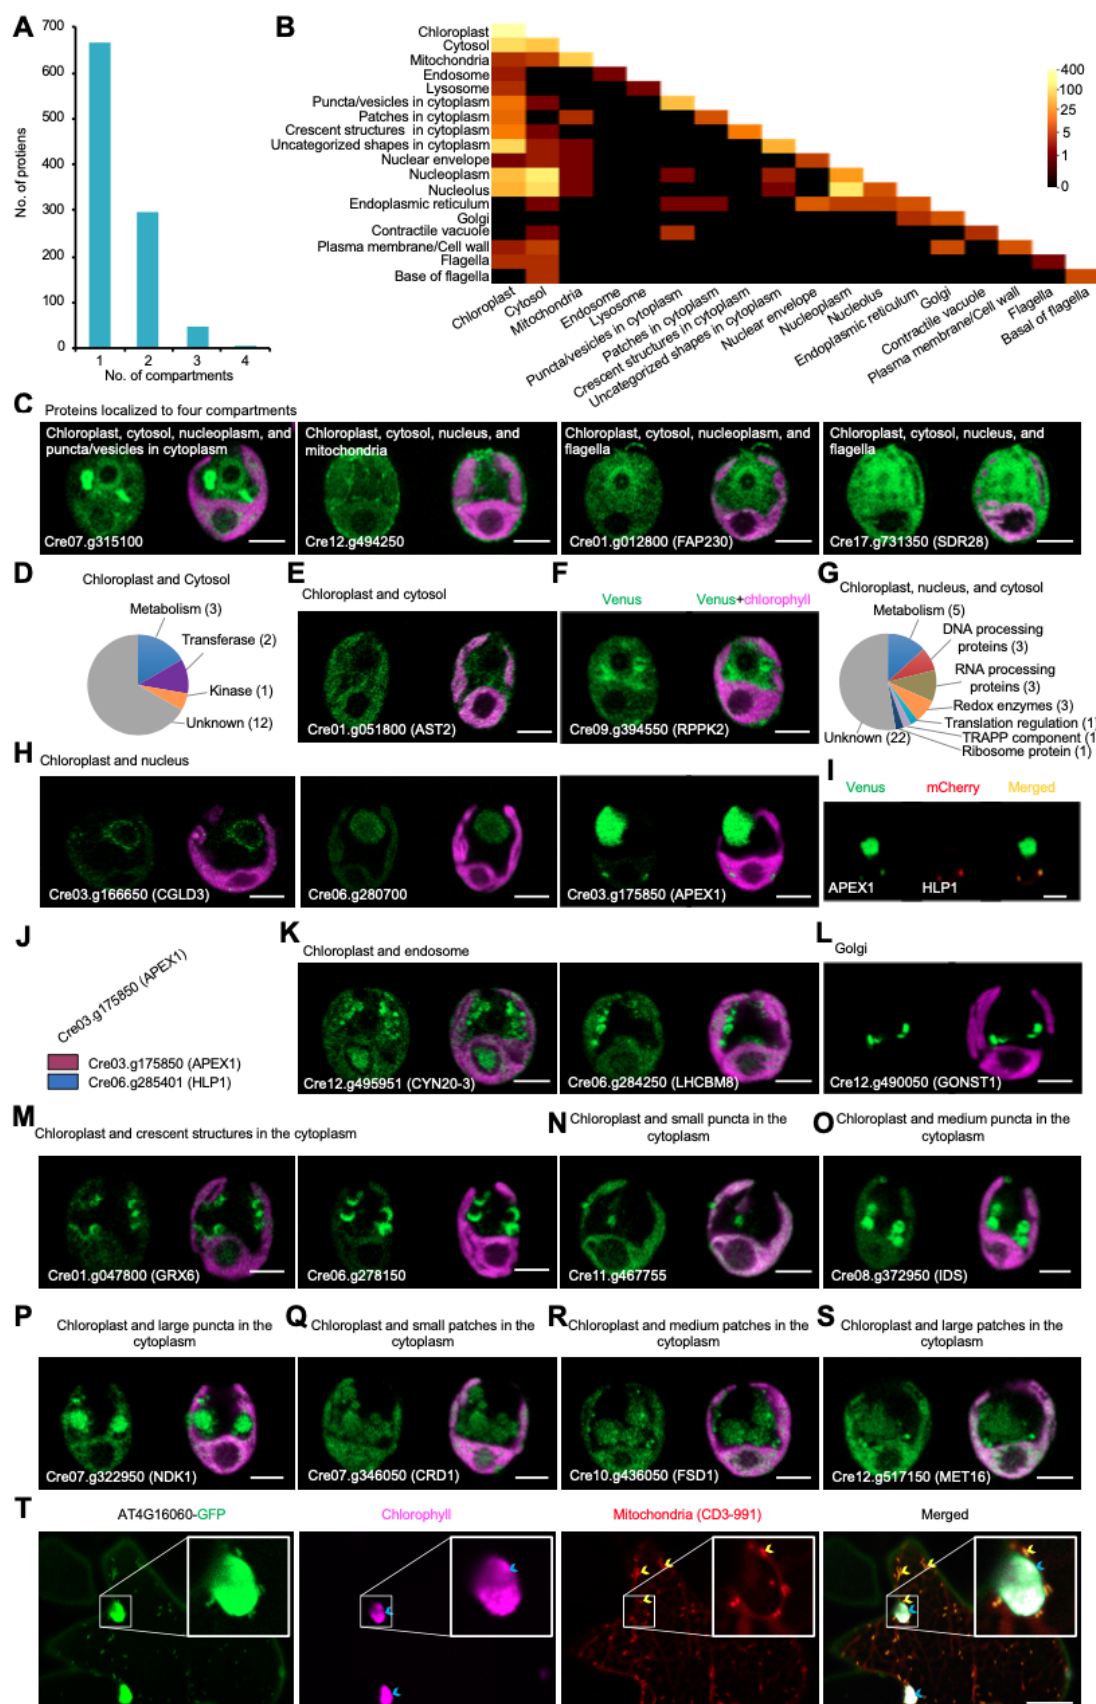 A
No. of protiens
700
600
500
400
300
200
100
0
1 2 3 4
No. of compartments
B
Chloroplast
Cytosol
Mitochondria
Endosome
Lysosome
Puncta/vesicles in cytoplasm
Patches in cytoplasm
Crescent structures in cytoplasm
Uncategorized shapes in cytoplasm
Nuclear envelope
Nucleoplasm
Nucleolus
Endoplasmic reticulum
Golgi
Contractile vacuole
Plasma membrane/Cell wall
Flagella
Base of flagella
Chloroplast
Cytosol
Mitochondria
Endosome
Lysosome
Puncta/vesicles in cytoplasm
Patches in cytoplasm
Crescent structures in cytoplasm
Uncategorized shapes in cytoplasm
Nuclear envelope
Nucleoplasm
Nucleolus
Endoplasmic reticulum
Golgi
Contractile vacuole
Plasma membrane/Cell wall
Flagella
Basal of flagella
400
100
25
5
1
0
C Proteins localized to four compartments
Chloroplast, cytosol, nucleoplasm, and
puncta/vesicles in cytoplasm
Cre07.g315100
Chloroplast, cytosol, nucleus, and
mitochondria
Cre12.g494250
Chloroplast, cytosol, nucleoplasm, and
flagella
Cre01.g012800 (FAP230)
Chloroplast, cytosol, nucleus, and
flagella
Cre17.g731350 (SDR28)
D
Chloroplast and Cytosol
Metabolism (3)
Transferase (2)
Kinase (1)
Unknown (12)
E
Chloroplast and cytosol
Cre01.g051800 (AST2)
F
Venus Venus+chlorophyll
Cre09.g394550 (RPPK2)
G
Chloroplast, nucleus, and cytosol
Metabolism (5)
DNA processing
proteins (3)
RNA processing
proteins (3)
Redox enzymes (3)
Translation regulation (1)
TRAPP component (1)
Ribosome protein (1)
Unknown (22)
H Chloroplast and nucleus
Cre03.g166650 (CGLD3)
Cre06.g280700
Cre03.g175850 (APEX1)
I
Venus mCherry Merged
APEX1 HLP1
J
Cre03.g175850 (APEX1)
Cre03.g175850 (APEX1)
Cre06.g285401 (HLP1)
K
Chloroplast and endosome
Cre12.g495951 (CYN20-3)
Cre06.g284250 (LHCBM8)
L
Golgi
Cre12.g490050 (GONST1)
M
Chloroplast and crescent structures in the cytoplasm
Cre01.g047800 (GRX6)
Cre06.g278150
N
Chloroplast and small puncta in the
cytoplasm
Cre11.g467755
O
Chloroplast and medium puncta in the
cytoplasm
Cre08.g372950 (IDS)
P
Chloroplast and large puncta in the
cytoplasm
Cre07.g322950 (NDK1)
Q
Chloroplast and small patches in the
cytoplasm
Cre07.g346050 (CRD1)
R
Chloroplast and medium patches in the
cytoplasm
Cre10.g436050 (FSD1)
S
Chloroplast and large patches in the
cytoplasm
Cre12.g517150 (MET16)
T
AT4G16060-GFP
Chlorophyll
Mitochondria (CD3-991)
Merged